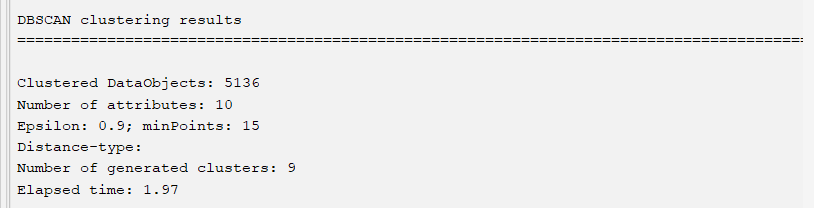 DBSCAN clustering results
========================================================================================
Clustered DataObjects: 5136
Number of attributes: 10
Epsilon: 0.9; minPoints: 15
Distance-type:
Number of generated clusters: 9
Elapsed time: 1.97